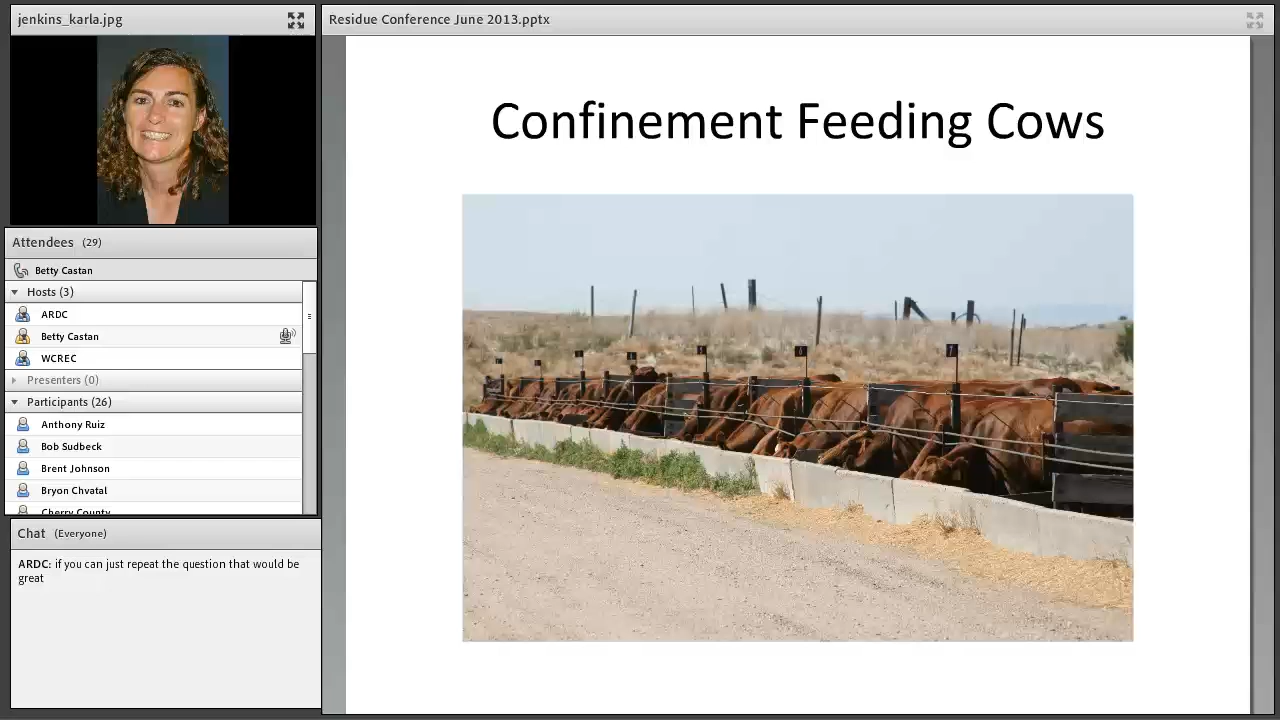 jenkins_karla.jpg
Residue Conference June 2013.pptx
Confinement Feeding Cows
Attendees (29)
Betty Castan
Hosts (3)
ARDC
Betty Castan
WCREC
Presenters (0)
Participants (26)
Anthony Ruiz
Bob Sudbeck
Brent Johnson
Bryon Chvatal
Cherry County
Chat (Everyone)
ARDC: if you can just repeat the question that would be
great
6
7